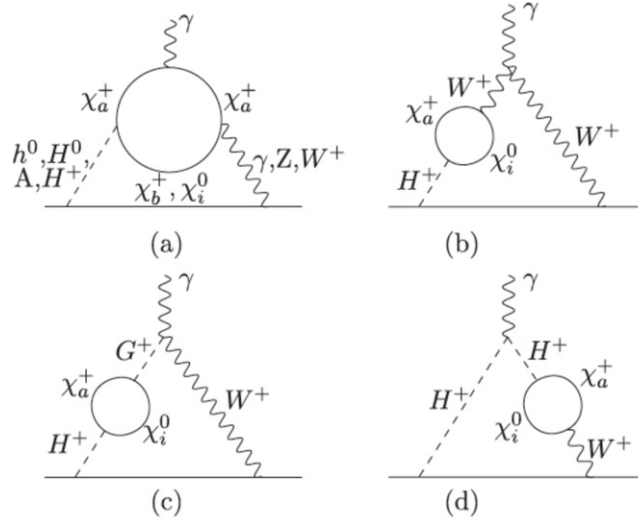 γ
χ_a^+
χ_a^+
h^0,H^0,
A,H^+
χ_b^+,χ_i^0
γ,Z,W^+
(a)
γ
W^+
χ_a^+
W^+
χ_i^0
H^+
(b)
γ
G^+
χ_a^+
W^+
χ_i^0
H^+
(c)
γ
H^+
χ_a^+
H^+
χ_i^0
W^+
(d)